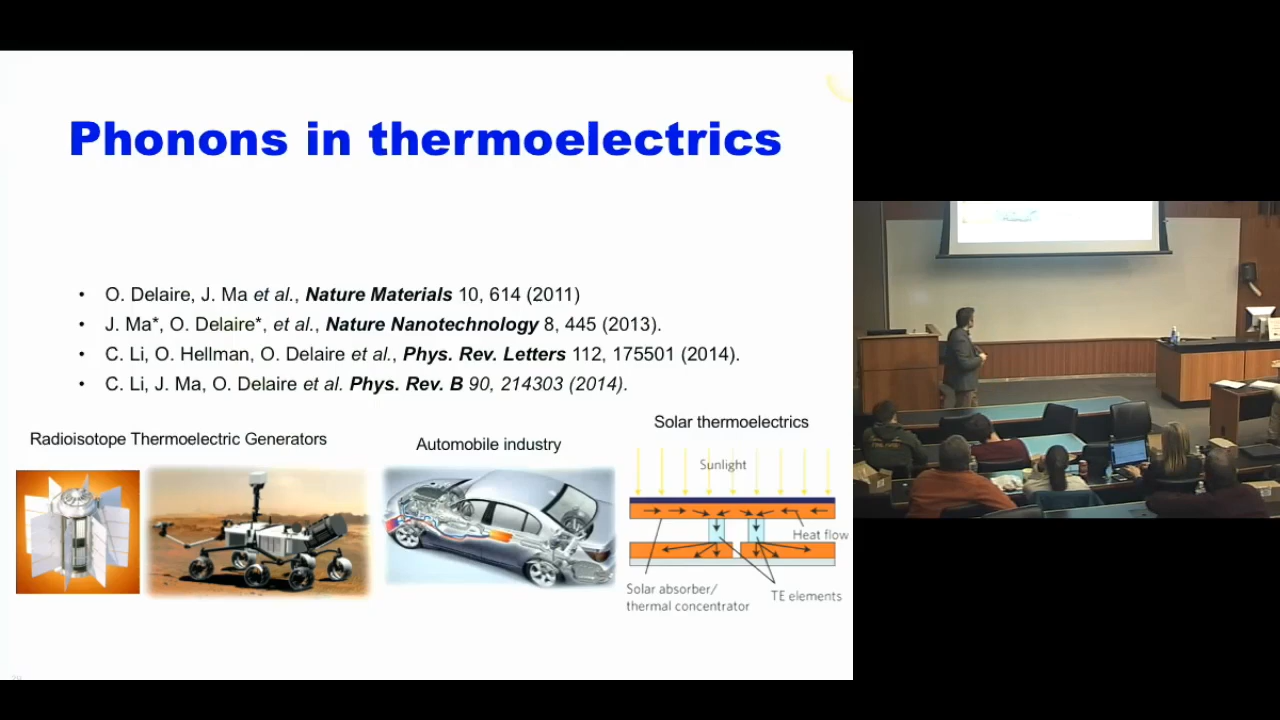 Phonons in thermoelectrics
• O. Delaire, J. Ma et al., Nature Materials 10, 614 (2011)
• J. Ma*, O. Delaire*, et al., Nature Nanotechnology 8, 445 (2013).
• C. Li, O. Hellman, O. Delaire et al., Phys. Rev. Letters 112, 175501 (2014).
• C. Li, J. Ma, O. Delaire et al. Phys. Rev. B 90, 214303 (2014).
Radioisotope Thermoelectric Generators
Automobile industry
Solar thermoelectrics
Sunlight
Heat flow
Solar absorber/
thermal concentrator
TE elements